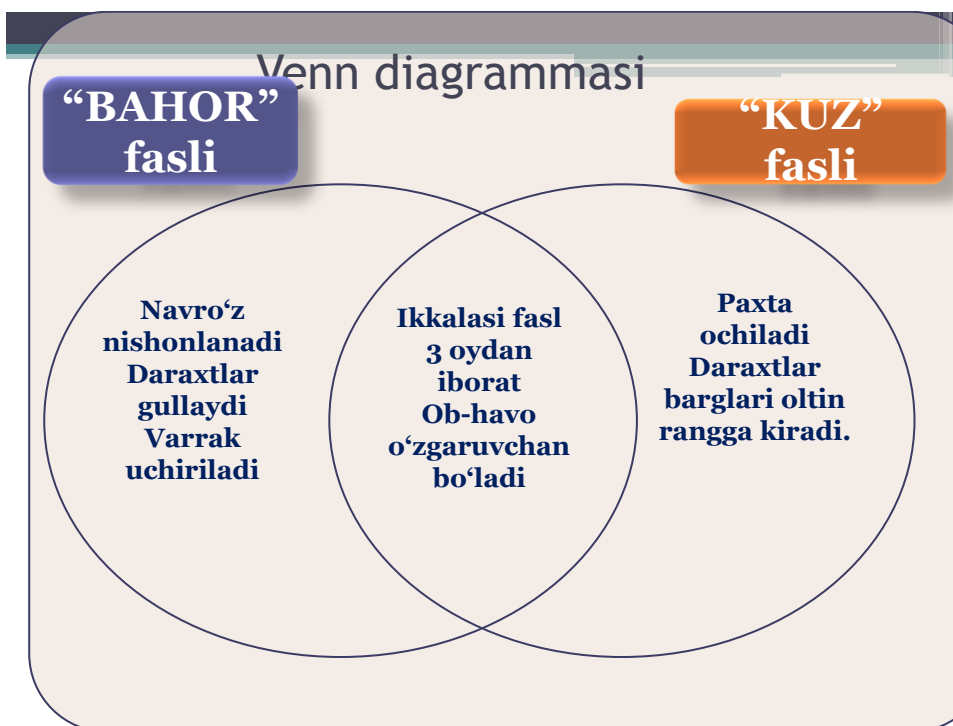 Venn diagrammasi
“BAHOR”
fasli
“KUZ”
fasli
Navro‘z
nishonlanadi
Daraxtlar
gullaydi
Varrak
uchiriladi
Ikkalasi fasl
3 oydan
iborat
Ob-havo
o‘zgaruvchan
bo‘ladi
Paxta
ochiladi
Daraxtlar
barglari oltin
rangga kiradi.